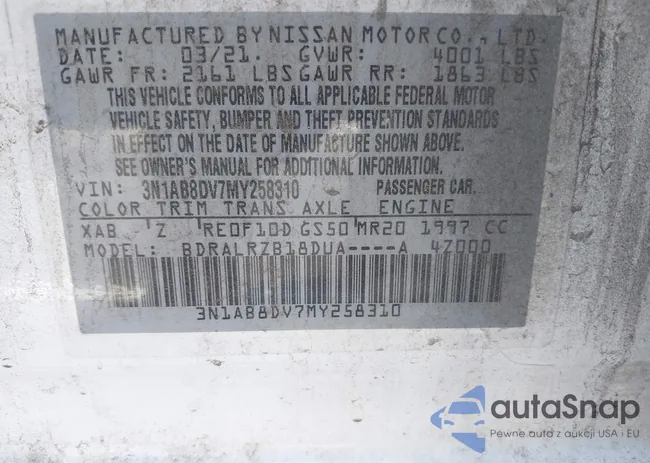 MANUFACTURED BY NISSAN MOTOR CO., LTD.
DATE: 03/21. GVWR: 4001 LBS
GAWR FR: 2161 LBS GAWR RR: 1863 LBS
THIS VEHICLE CONFORMS TO ALL APPLICABLE FEDERAL MOTOR
VEHICLE SAFETY, BUMPER AND THEFT PREVENTION STANDARDS
IN EFFECT ON THE DATE OF MANUFACTURE SHOWN ABOVE.
SEE OWNER'S MANUAL FOR ADDITIONAL INFORMATION.
VIN: 3N1AB8DV7MY258310 PASSENGER CAR.
COLOR TRIM TRANS AXLE ENGINE
XAB Z RE0F10D GS50 MR20 1997 CC
MODEL: BDRALRZB18DUA----A 4Z000
3N1AB8DV7MY258310
autaSnap
Pewne auta z aukcji USA i EU